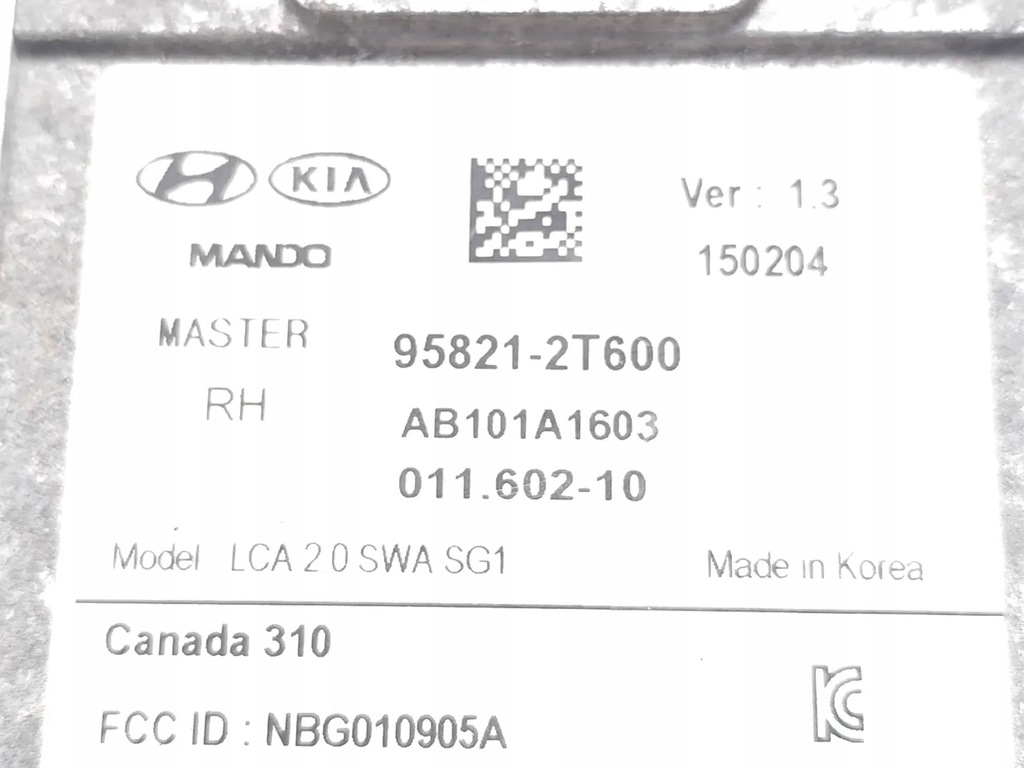 KIA
Ver : 1.3
MANDO
150204
MASTER
95821-2T600
RH
AB101A1603
011.602-10
Model LCA 2.0 SWA SG1
Made in Korea
Canada 310
FCC ID : NBG010905A